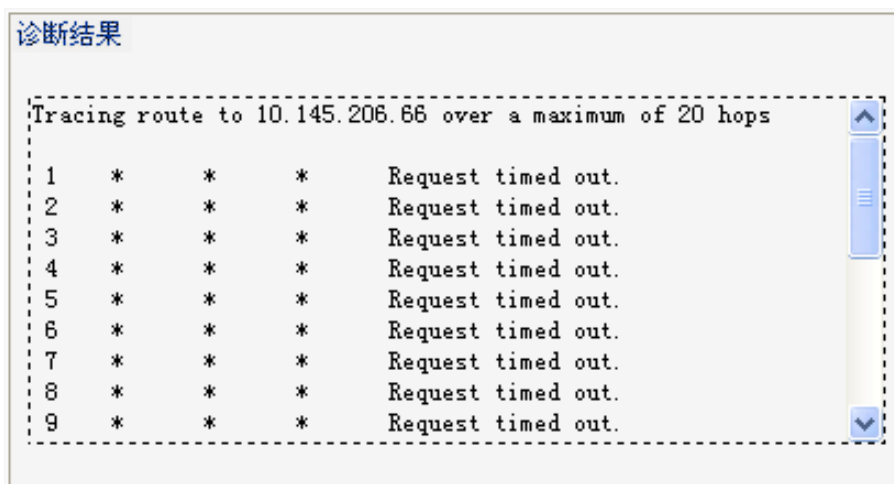 诊断结果
Tracing route to 10.145.206.66 over a maximum of 20 hops
1 * * * Request timed out.
2 * * * Request timed out.
3 * * * Request timed out.
4 * * * Request timed out.
5 * * * Request timed out.
6 * * * Request timed out.
7 * * * Request timed out.
8 * * * Request timed out.
9 * * * Request timed out.